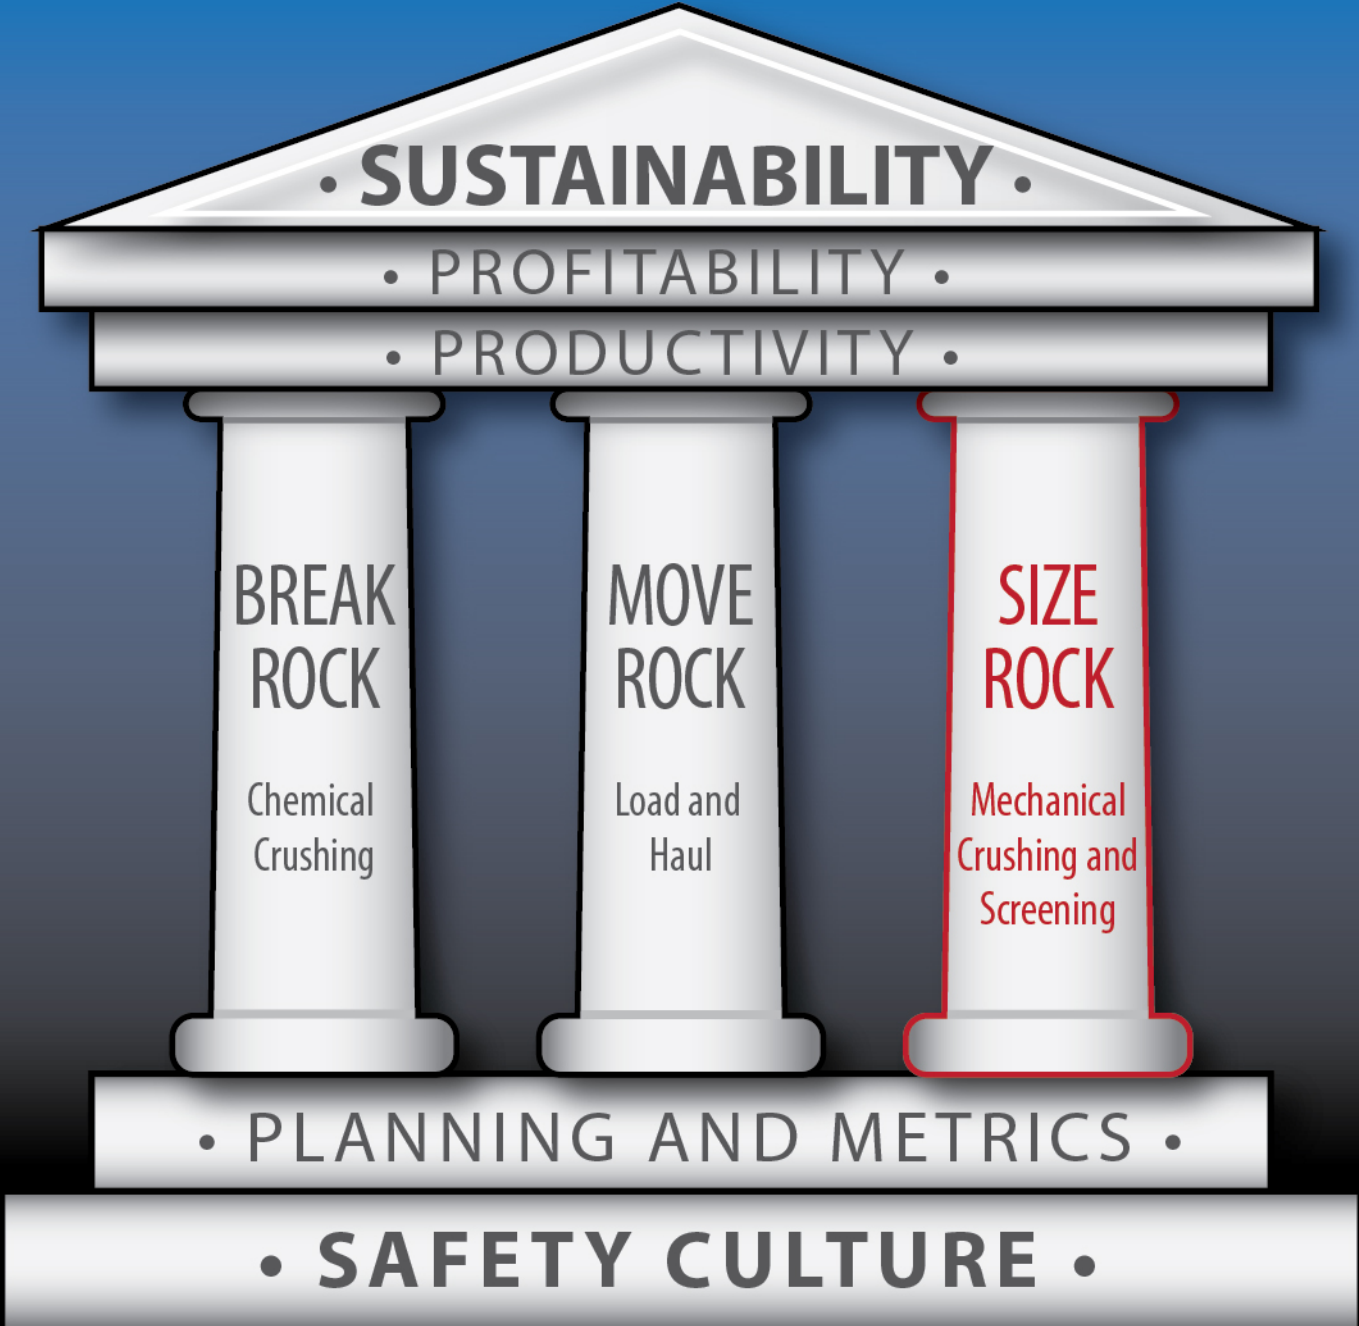 • SUSTAINABILITY •
• PROFITABILITY •
• PRODUCTIVITY •
BREAK
ROCK
Chemical
Crushing
MOVE
ROCK
Load and
Haul
SIZE
ROCK
Mechanical
Crushing and
Screening
• PLANNING AND METRICS •
• SAFETY CULTURE •